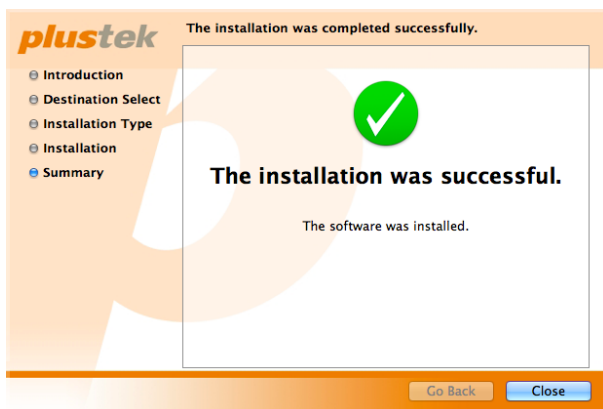 plustek
The installation was completed successfully.
Introduction
Destination Select
Installation Type
Installation
Summary
The installation was successful.
The software was installed.
Go Back
Close